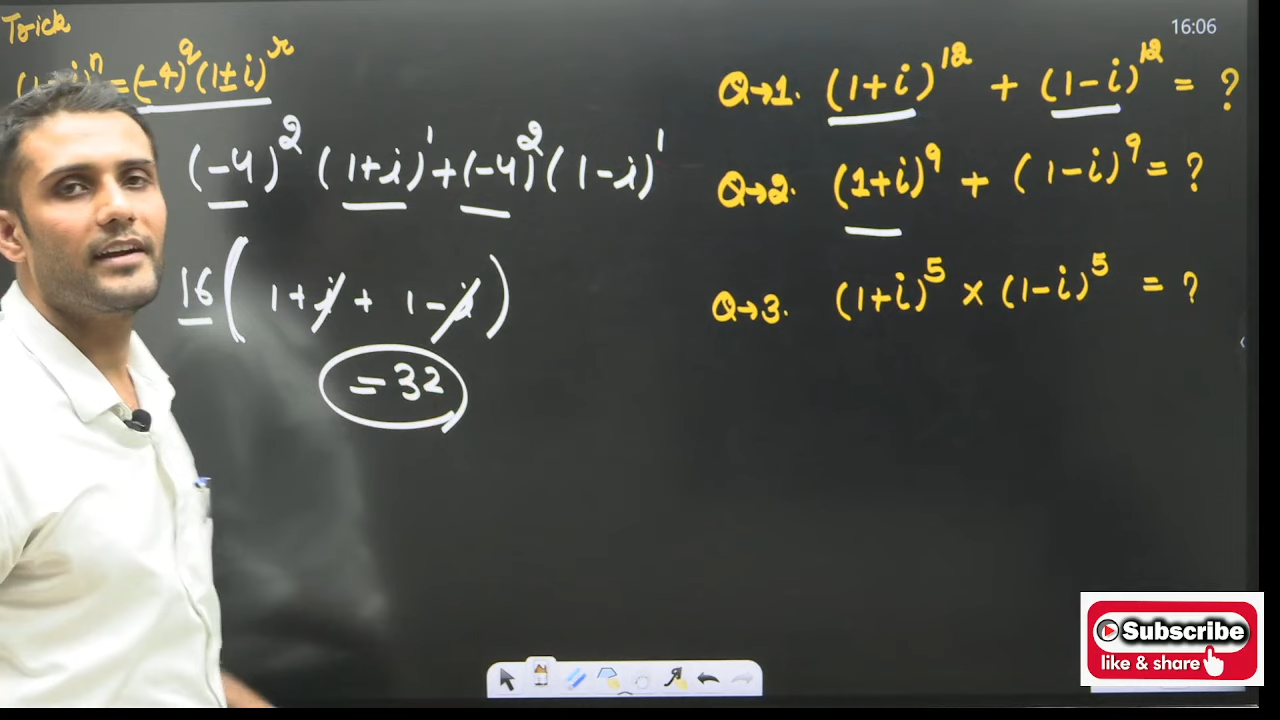 Trick
= (-4)^q (1±i)^r
(-4)^2 (1+i)^1 + (-4)^2 (1-i)^1
16 ( 1+i + 1-i )
= 32
16:06
Q→1. (1+i)^12 + (1-i)^12 = ?
Q→2. (1+i)^9 + (1-i)^9 = ?
Q→3. (1+i)^5 × (1-i)^5 = ?
Subscribe
like & share